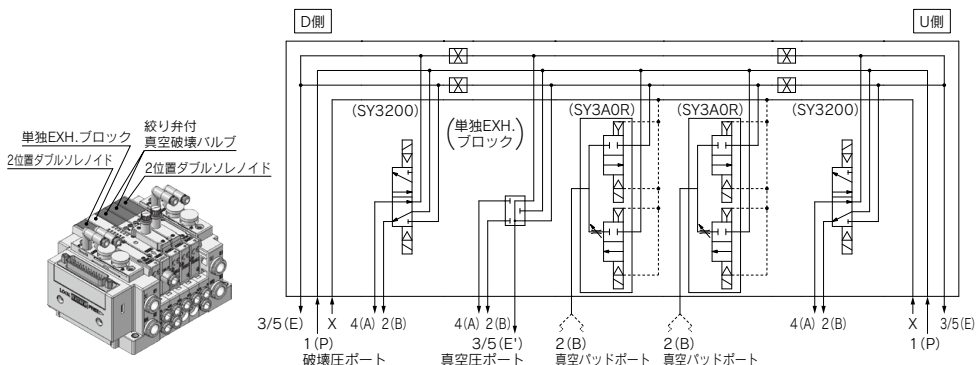 D側
U側
単独EXH.ブロック
絞り弁付
真空破壊バルブ
2位置ダブルソレノイド
2位置ダブルソレノイド
(SY3200)
(単独EXH.
ブロック)
(SY3A0R)
(SY3A0R)
(SY3200)
3/5(E)
1(P)
破壊圧ポート
X
4(A) 2(B)
4(A) 2(B)
3/5(E')
真空圧ポート
2(B)
真空パッドポート
2(B)
真空パッドポート
4(A) 2(B)
X
1(P)
3/5(E)